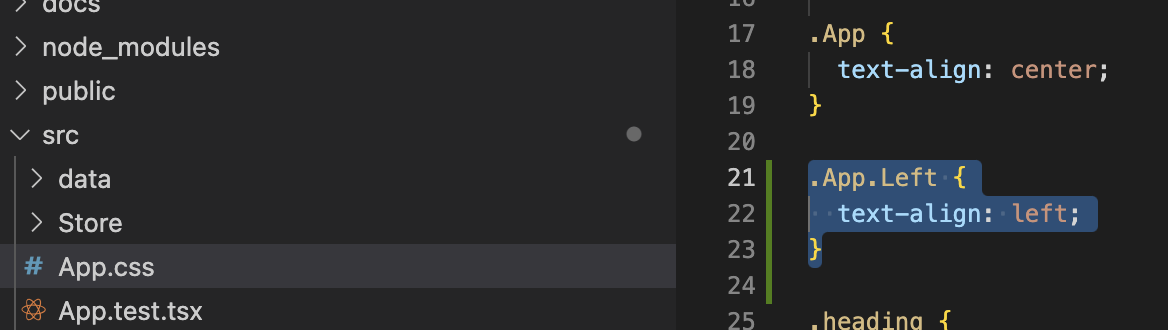 docs
node_modules
public
src
data
Store
# App.css
App.test.tsx
16
17 .App {
18 text-align: center;
19 }
20
21 .App.Left {
22 text-align: left;
23 }
24
25 .heading {